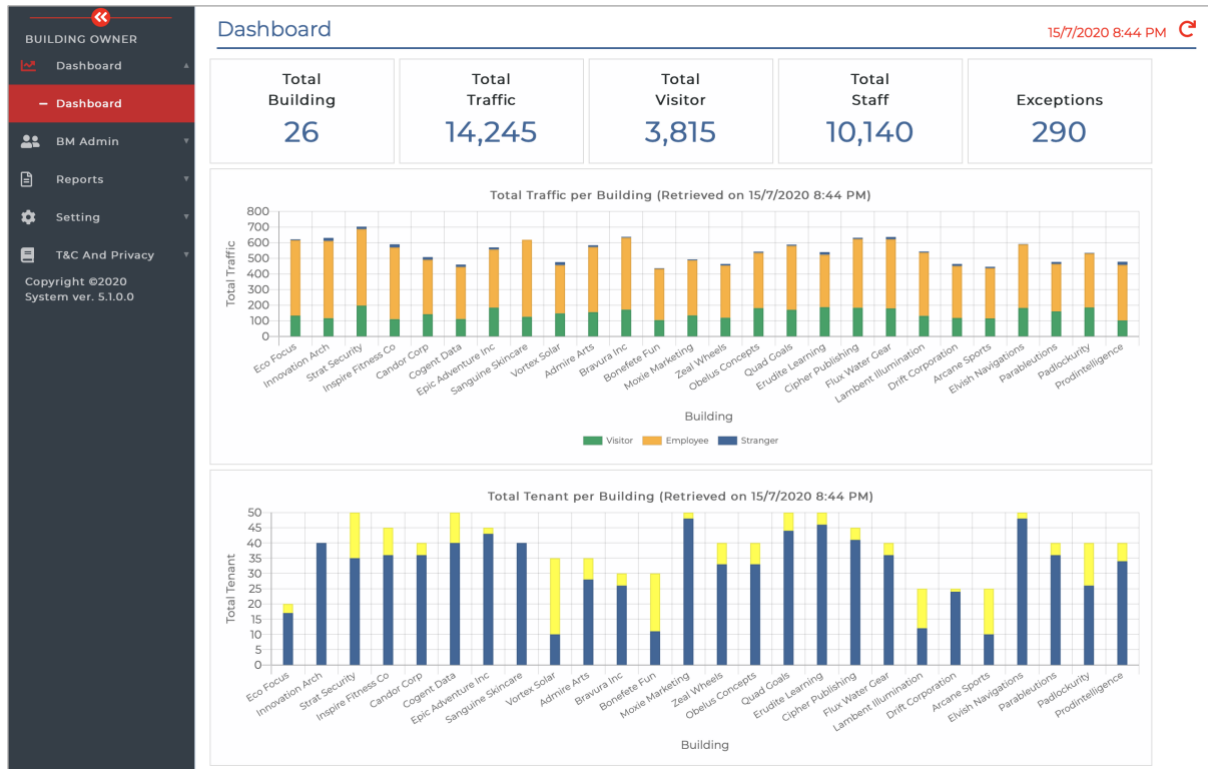 BUILDING OWNER
Dashboard
Dashboard
BM Admin
Reports
Setting
T&C And Privacy
Copyright ©2020
System ver. 5.1.0.0
Dashboard
15/7/2020 8:44 PM
Total
Building
26
Total
Traffic
14,245
Total
Visitor
3,815
Total
Staff
10,140
Exceptions
290
Total Traffic per Building (Retrieved on 15/7/2020 8:44 PM)
Total Traffic
800
700
600
500
400
300
200
100
0
Eco Focus
Innovation Arch
Strat Security
Inspire Fitness Co
Candor Corp
Cogent Data
Epic Adventure Inc
Sanguine Skincare
Vortex Solar
Admire Arts
Bravura Inc
Bonefete Fun
Moxie Marketing
Zeal Wheels
Obelus Concepts
Quad Goals
Erudite Learning
Cipher Publishing
Flux Water Gear
Lambent Illumination
Drift Corporation
Arcane Sports
Elvish Navigations
Parableutions
Padlockurity
Prodintelligence
Building
Visitor
Employee
Stranger
Total Tenant per Building (Retrieved on 15/7/2020 8:44 PM)
Total Tenant
50
45
40
35
30
25
20
15
10
5
0
Eco Focus
Innovation Arch
Strat Security
Inspire Fitness Co
Candor Corp
Cogent Data
Epic Adventure Inc
Sanguine Skincare
Vortex Solar
Admire Arts
Bravura Inc
Bonefete Fun
Moxie Marketing
Zeal Wheels
Obelus Concepts
Quad Goals
Erudite Learning
Cipher Publishing
Flux Water Gear
Lambent Illumination
Drift Corporation
Arcane Sports
Elvish Navigations
Parableutions
Padlockurity
Prodintelligence
Building